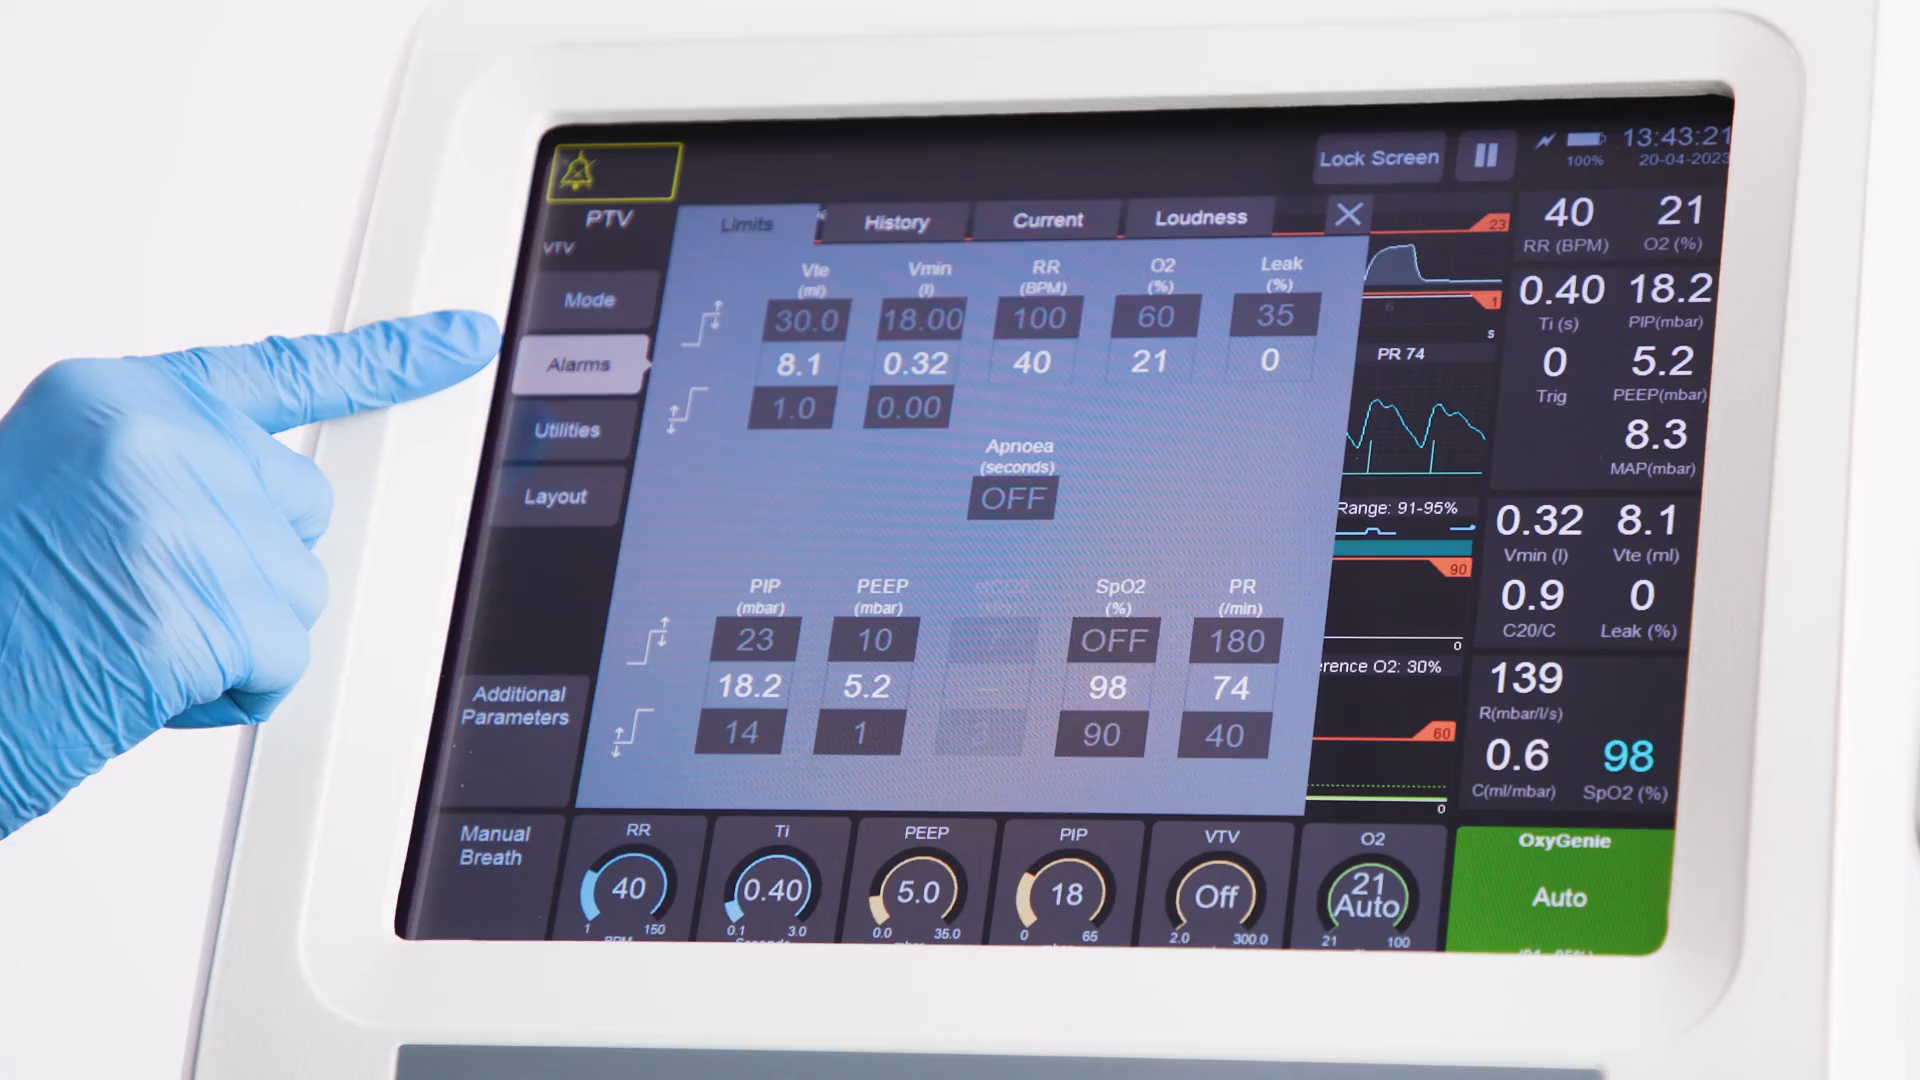 Lock Screen
100%
13:43:21
20-04-2023
PTV
VTV
Mode
Alarms
Utilities
Layout
Additional
Parameters
Manual
Breath
Limits
History
Current
Loudness
Vte Vmin RR O2 Leak
(ml) (l) (BPM) (%) (%)
30.0 18.00 100 60 35
8.1 0.32 40 21 0
1.0 0.00
Apnoea
(seconds)
OFF
PIP PEEP SpO2 PR
(mbar) (mbar) (%) (/min)
23 10 7 OFF 180
18.2 5.2 98 74
14 1 3 90 40
23
1
6
s
PR 74
Range: 91-95%
90
0
erence O2: 30%
60
0
40 21
RR (BPM) O2 (%)
0.40 18.2
Ti (s) PIP(mbar)
0 5.2
Trig PEEP(mbar)
8.3
MAP(mbar)
0.32 8.1
Vmin (l) Vte (ml)
0.9 0
C20/C Leak (%)
139
R(mbar/l/s)
0.6 98
C(ml/mbar) SpO2 (%)
RR Ti PEEP PIP VTV O2
40 0.40 5.0 18 Off 21
Auto
1 150 0.1 3.0 0.0 35.0 0 65 2.0 300.0 21 100
BPM Seconds
OxyGenie
Auto